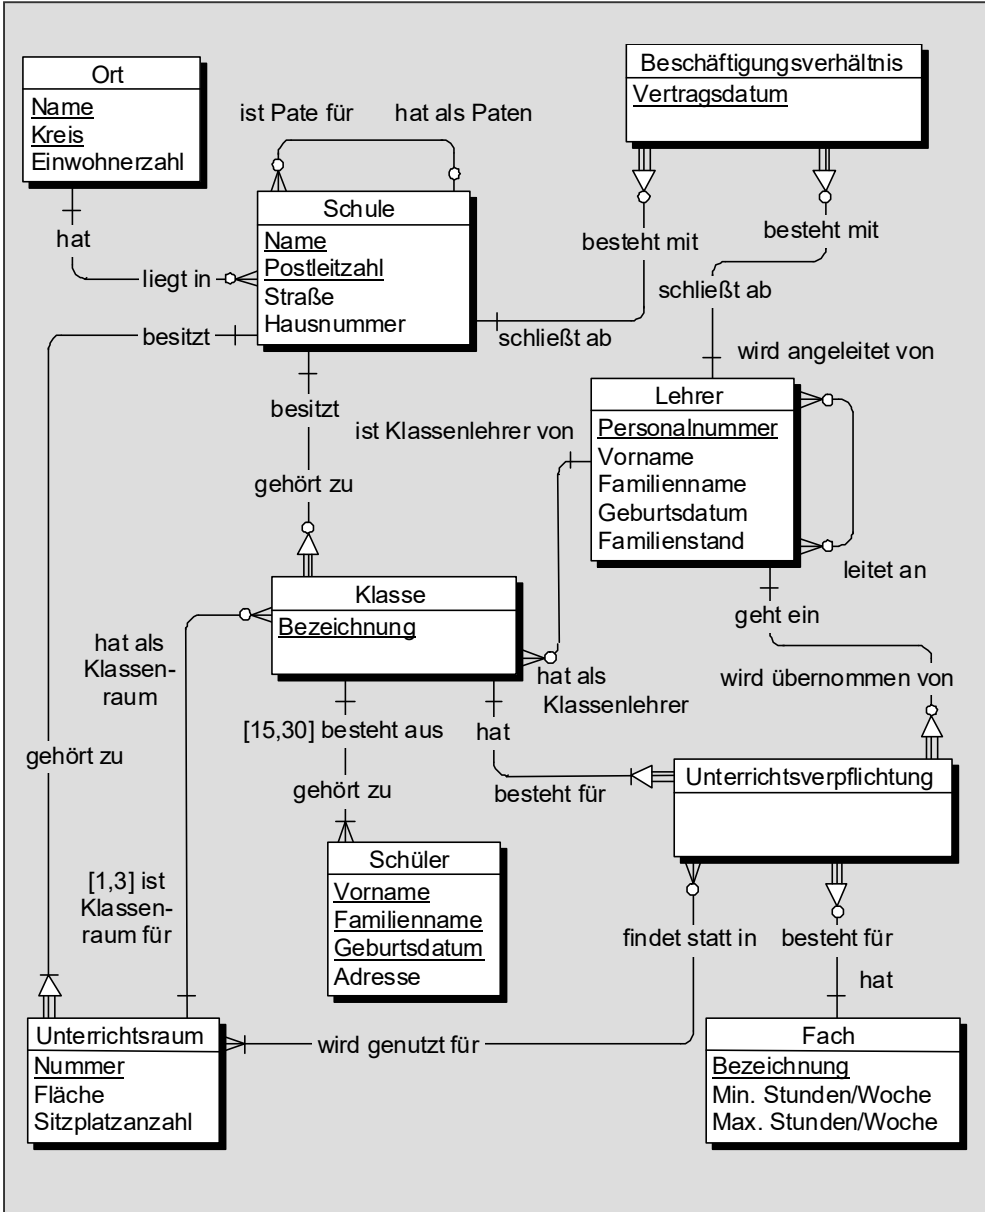 Ort
Name
Kreis
Einwohnerzahl
Beschäftigungsverhältnis
Vertragsdatum
ist Pate für
hat als Paten
Schule
Name
Postleitzahl
Straße
Hausnummer
hat
liegt in
besteht mit
besteht mit
schließt ab
schließt ab
besitzt
besitzt
wird angeleitet von
Lehrer
Personalnummer
Vorname
Familienname
Geburtsdatum
Familienstand
ist Klassenlehrer von
gehört zu
leitet an
geht ein
Klasse
Bezeichnung
hat als
Klassen-
raum
hat als
Klassenlehrer
wird übernommen von
[15,30] besteht aus
hat
gehört zu
gehört zu
besteht für
Unterrichtsverpflichtung
Schüler
Vorname
Familienname
Geburtsdatum
Adresse
[1,3] ist
Klassen-
raum für
findet statt in
besteht für
hat
Unterrichtsraum
Nummer
Fläche
Sitzplatzanzahl
wird genutzt für
Fach
Bezeichnung
Min. Stunden/Woche
Max. Stunden/Woche